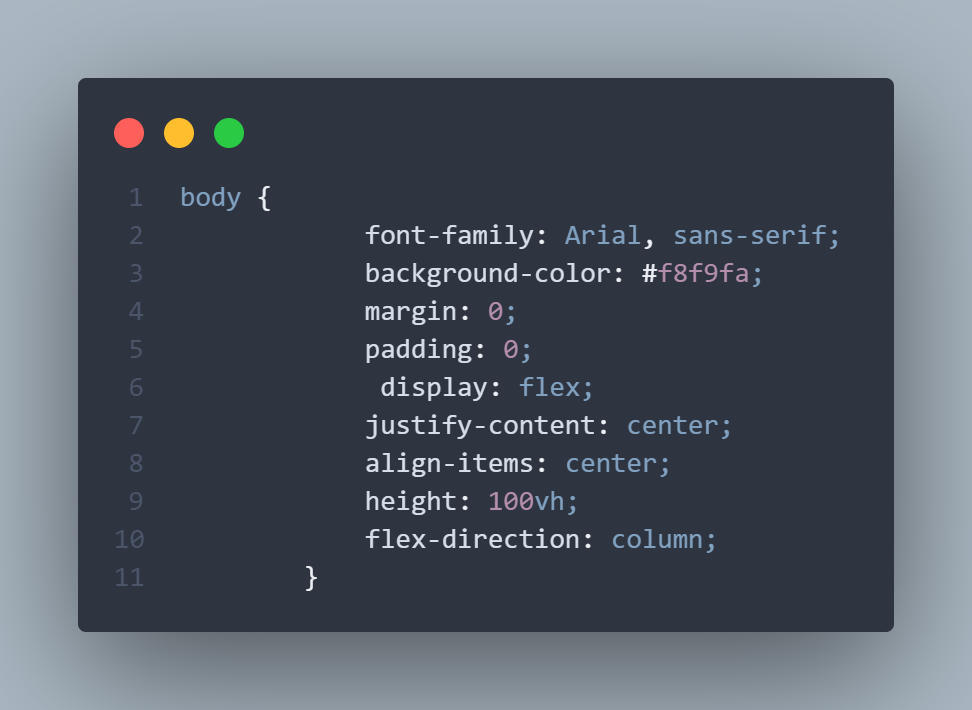 1 body {
2 font-family: Arial, sans-serif;
3 background-color: #f8f9fa;
4 margin: 0;
5 padding: 0;
6 display: flex;
7 justify-content: center;
8 align-items: center;
9 height: 100vh;
10 flex-direction: column;
11 }